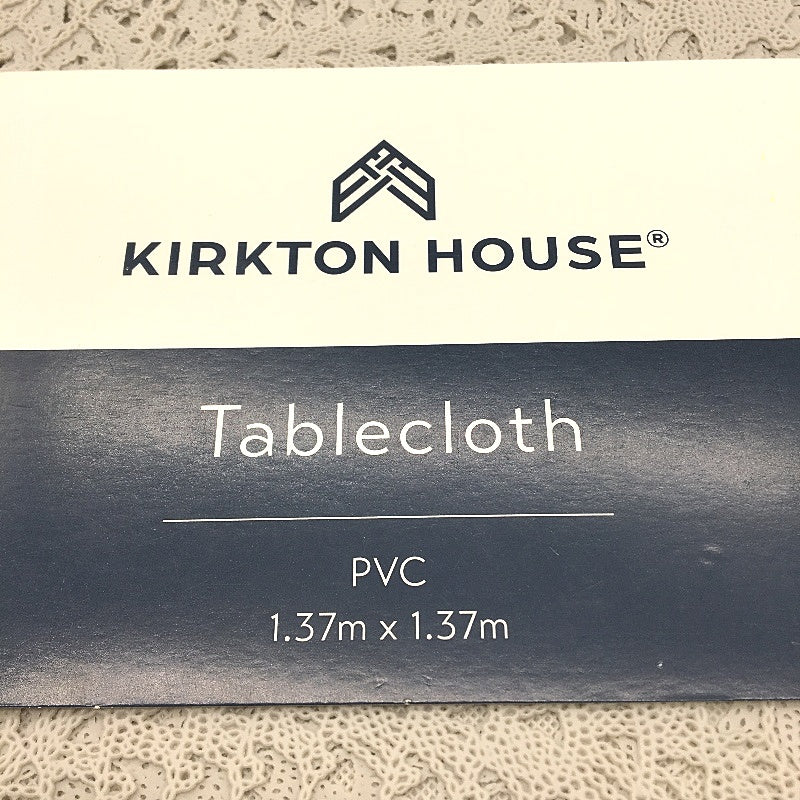 KIRKTON HOUSE®
Tablecloth
PVC
1.37m x 1.37m